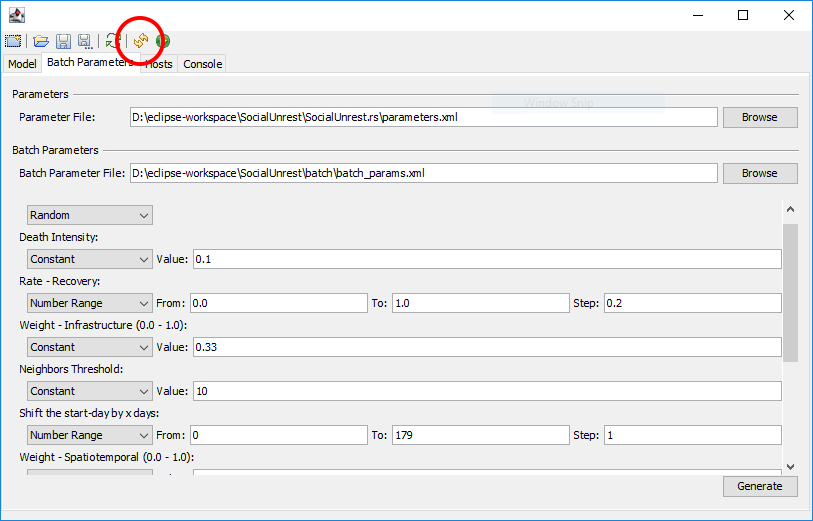 Model Batch Parameters Hosts Console
Parameters
Window Snip
Parameter File: D:\eclipse-workspace\SocialUnrest\SocialUnrest.rs\parameters.xml Browse
Batch Parameters
Batch Parameter File: D:\eclipse-workspace\SocialUnrest\batch\batch_params.xml Browse
Random
Death Intensity:
Constant Value: 0.1
Rate - Recovery:
Number Range From: 0.0 To: 1.0 Step: 0.2
Weight - Infrastructure (0.0 - 1.0):
Constant Value: 0.33
Neighbors Threshold:
Constant Value: 10
Shift the start-day by x days:
Number Range From: 0 To: 179 Step: 1
Weight - Spatiotemporal (0.0 - 1.0):
Generate